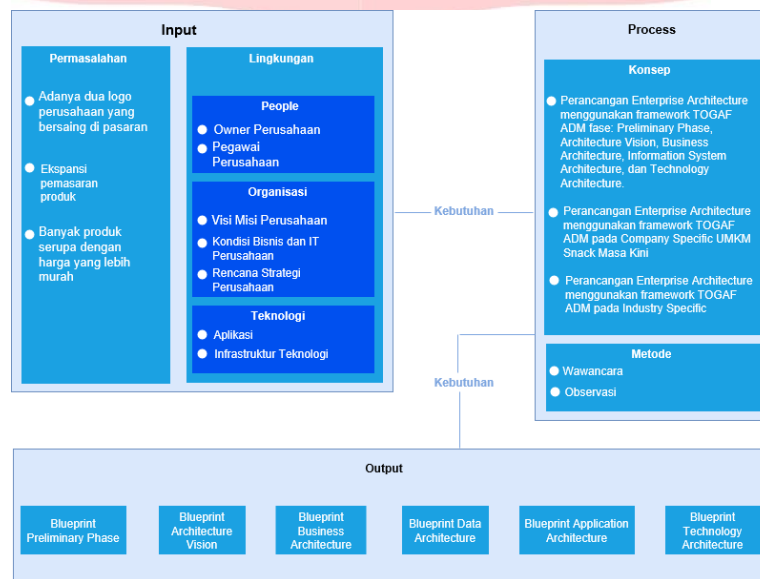 Input
Permasalahan
Adanya dua logo
perusahaan yang
bersaing di pasaran
Ekspansi
pemasaran
produk
Banyak produk
serupa dengan
harga yang lebih
murah
Lingkungan
People
Owner Perusahaan
Pegawai
Perusahaan
Organisasi
Visi Misi Perusahaan
Kondisi Bisnis dan IT
Perusahaan
Rencana Strategi
Perusahaan
Teknologi
Aplikasi
Infrastruktur Teknologi
Kebutuhan
Process
Konsep
Perancangan Enterprise Architecture
menggunakan framework TOGAF
ADM fase: Preliminary Phase,
Architecture Vision, Business
Architecture, Information System
Architecture, dan Technology
Architecture.
Perancangan Enterprise Architecture
menggunakan framework TOGAF
ADM pada Company Specific UMKM
Snack Masa Kini
Perancangan Enterprise Architecture
menggunakan framework TOGAF
ADM pada Industry Specific
Metode
Wawancara
Observasi
Kebutuhan
Output
Blueprint
Preliminary Phase
Blueprint
Architecture
Vision
Blueprint
Business
Architecture
Blueprint Data
Architecture
Blueprint Application
Architecture
Blueprint
Technology
Architecture